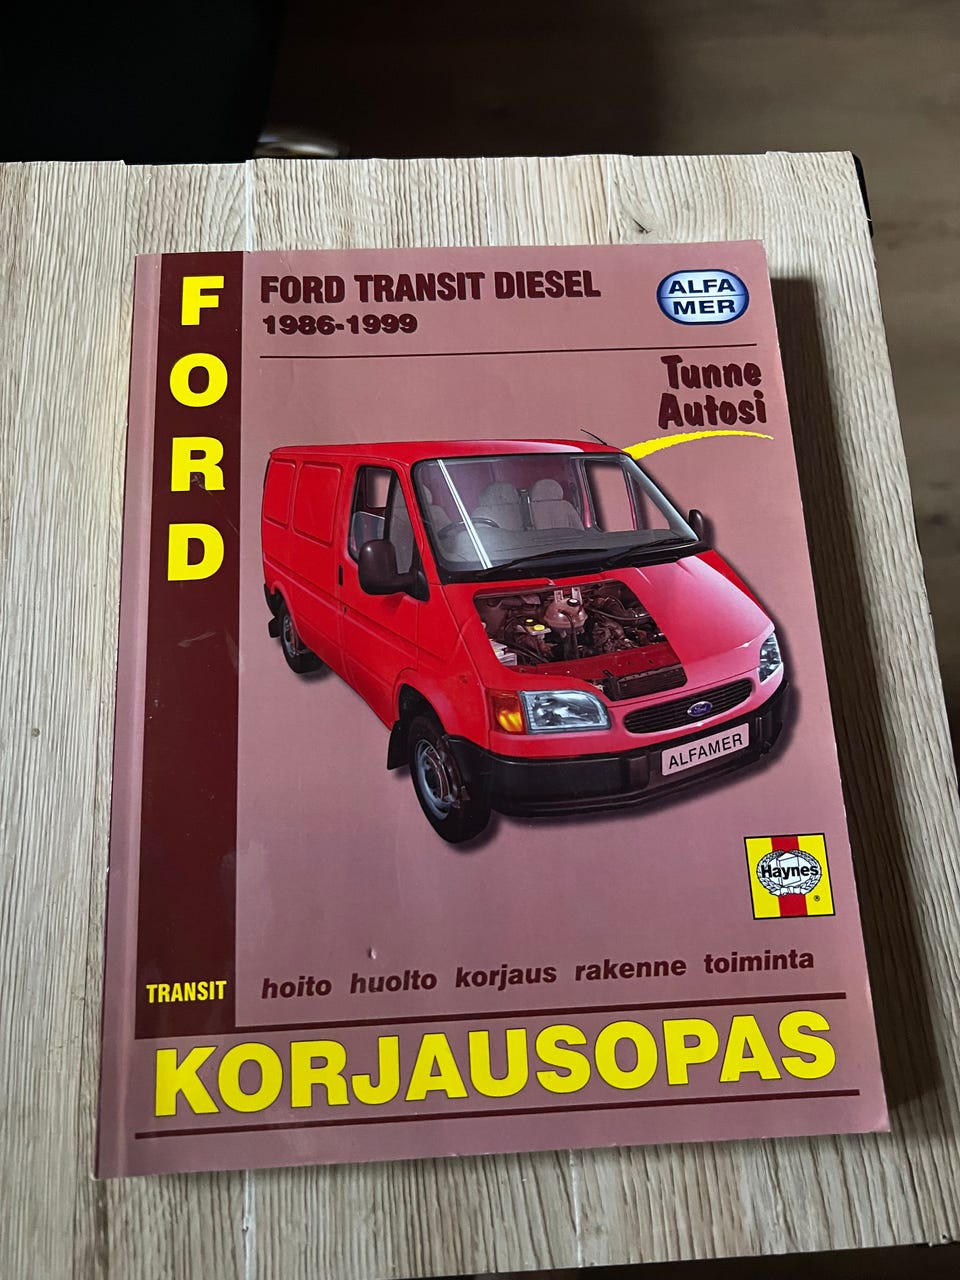 FORD
FORD TRANSIT DIESEL
1986-1999
ALFA
MER
Tunne
Autosi
Ford
ALFAMER
Haynes
®
TRANSIT
hoito huolto korjaus rakenne toiminta
KORJAUSOPAS